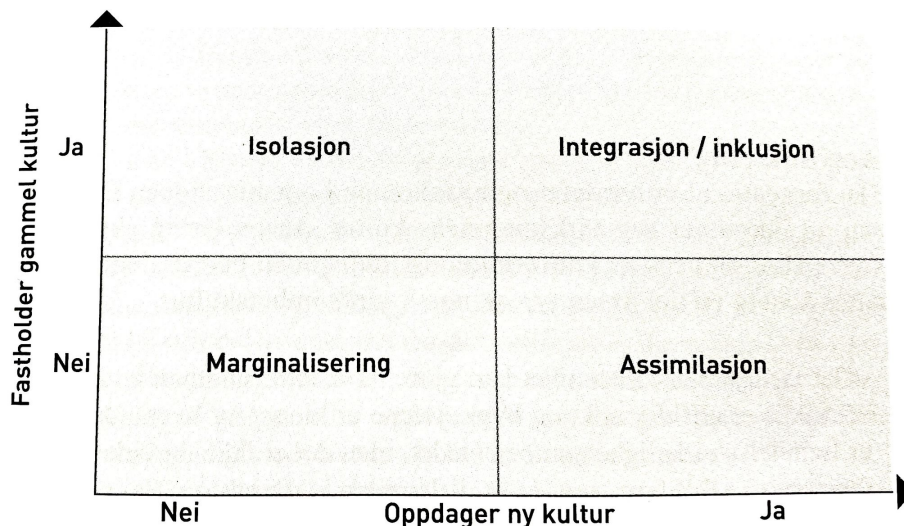 Fastholder gammel kultur
Ja
Isolasjon
Integrasjon / inklusjon
Nei
Marginalisering
Assimilasjon
Nei
Oppdager ny kultur
Ja